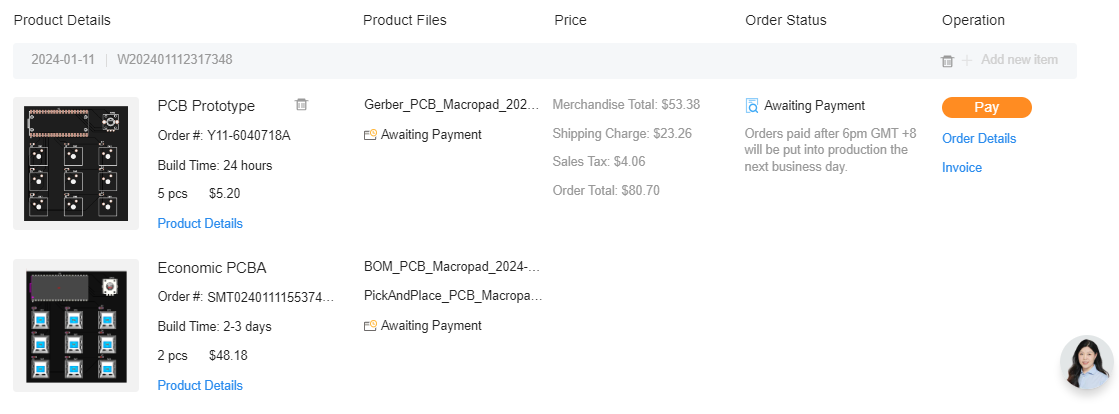 Product Details
Product Files
Price
Order Status
Operation
2024-01-11 | W202401112317348
Add new item
PCB Prototype
Order #: Y11-6040718A
Build Time: 24 hours
5 pcs $5.20
Product Details
Gerber_PCB_Macropad_202...
Awaiting Payment
Merchandise Total: $53.38
Shipping Charge: $23.26
Sales Tax: $4.06
Order Total: $80.70
Awaiting Payment
Orders paid after 6pm GMT +8
will be put into production the
next business day.
Pay
Order Details
Invoice
Economic PCBA
Order #: SMT0240111155374...
Build Time: 2-3 days
2 pcs $48.18
Product Details
BOM_PCB_Macropad_2024-...
PickAndPlace_PCB_Macropa...
Awaiting Payment